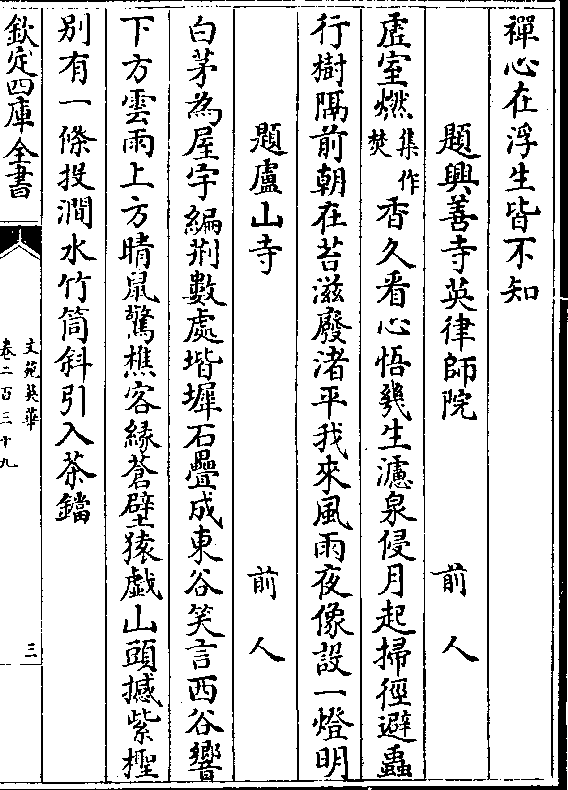 禪心在浮生皆不知
題興善寺英律師院　前人
虛室燃集作焚香久看心悟幾生濾泉侵月起掃徑避蟲
行樹隔前朝在苔滋廢渚平我來風雨夜像設一燈明
題廬山寺　前人
白茅為屋宇編荆數處堦墀石疊成東谷笑言西谷響
下方雲雨上方晴鼠驚樵客緣蒼壁猿戲山頭撼紫檉
別有一條投澗水竹筒斜引入茶鐺
欽定四庫全書
文苑英華
卷二百三十九
三